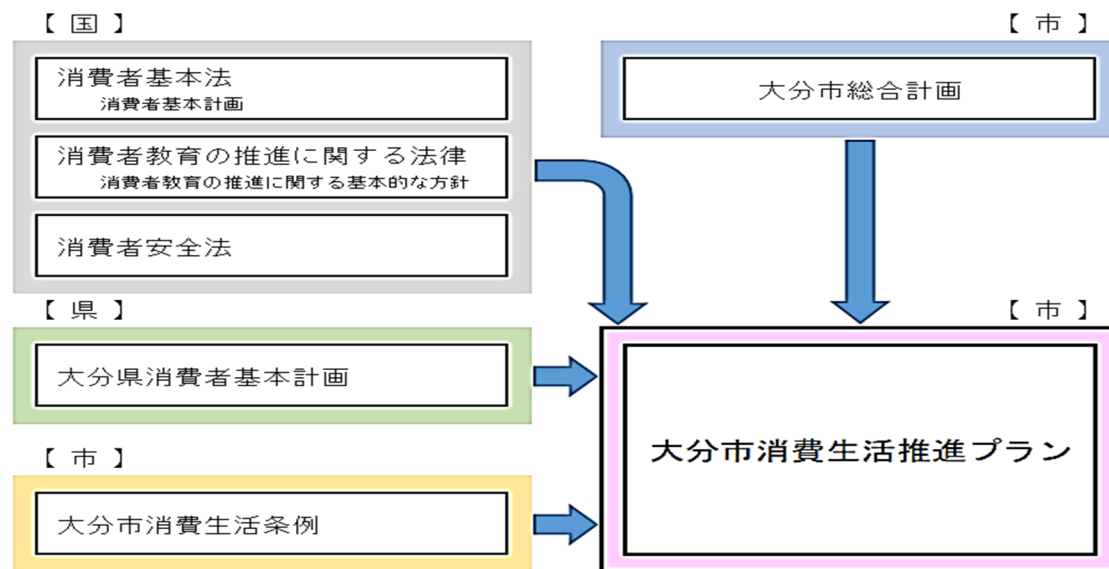 【 国 】
消費者基本法
消費者基本計画
消費者教育の推進に関する法律
消費者教育の推進に関する基本的な方針
消費者安全法
【 県 】
大分県消費者基本計画
【 市 】
大分市消費生活条例
【 市 】
大分市総合計画
【 市 】
大分市消費生活推進プラン